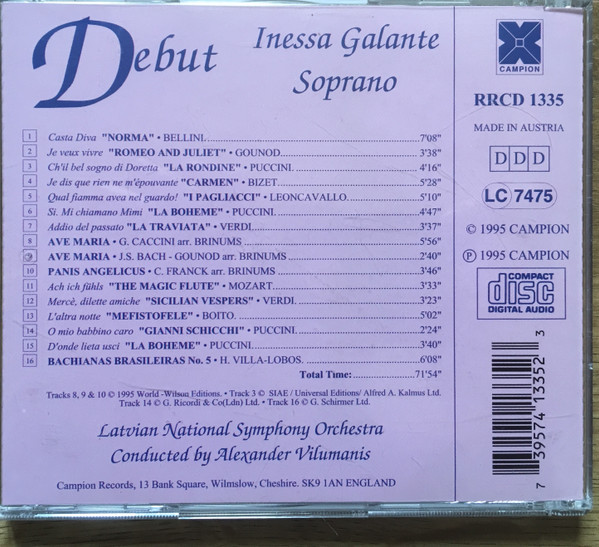 Debut
Inessa Galante
Soprano
CAMPION
RRCD 1335
MADE IN AUSTRIA
DDD
LC 7475
© 1995 CAMPION
℗ 1995 CAMPION
COMPACT
disc
DIGITAL AUDIO
1 Casta Diva "NORMA" • BELLINI. 7'08"
2 Je veux vivre "ROMEO AND JULIET" • GOUNOD. 3'38"
3 Ch'il bel sogno di Doretta "LA RONDINE" • PUCCINI. 4'16"
4 Je dis que rien ne m'épouvante "CARMEN" • BIZET 5'28"
5 Qual fiamma avea nel guardo! "I PAGLIACCI" • LEONCAVALLO. 5'10"
6 Si. Mi chiamano Mimi "LA BOHEME" • PUCCINI. 4'47"
7 Addio del passato "LA TRAVIATA" • VERDI. 3'37"
8 AVE MARIA • G. CACCINI arr. BRINUMS 5'56"
9 AVE MARIA • J.S. BACH - GOUNOD arr. BRINUMS 2'40"
10 PANIS ANGELICUS • C. FRANCK arr. BRINUMS 3'46"
11 Ach ich fühls "THE MAGIC FLUTE" • MOZART. 3'33"
12 Mercè, dilette amiche "SICILIAN VESPERS" • VERDI. 3'23"
13 L'altra notte "MEFISTOFELE" • BOITO. 5'02"
14 O mio babbino caro "GIANNI SCHICCHI" • PUCCINI. 2'24"
15 D'onde lieta usci "LA BOHEME" • PUCCINI. 3'40"
16 BACHIANAS BRASILEIRAS No. 5 • H. VILLA-LOBOS. 6'08"
Total Time: 71'54"
Tracks 8, 9 & 10 © 1995 World -Wilson Editions. • Track 3 © SIAE / Universal Editions/ Alfred A. Kalmus Ltd.
Track 14 © G. Ricordi & Co(Ldn) Ltd. • Track 16 © G. Schirmer Ltd.
Latvian National Symphony Orchestra
Conducted by Alexander Vilumanis
Campion Records, 13 Bank Square, Wilmslow, Cheshire. SK9 1AN ENGLAND
7 39574 13352 3